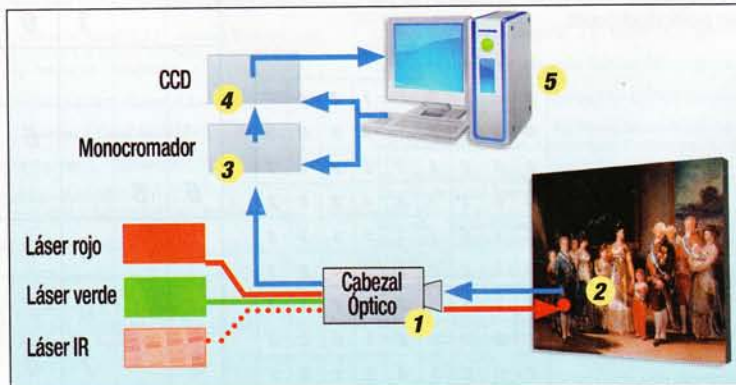 CCD
4
5
Monocromador
3
Láser rojo
Láser verde
Láser IR
Cabezal
Óptico
1
2